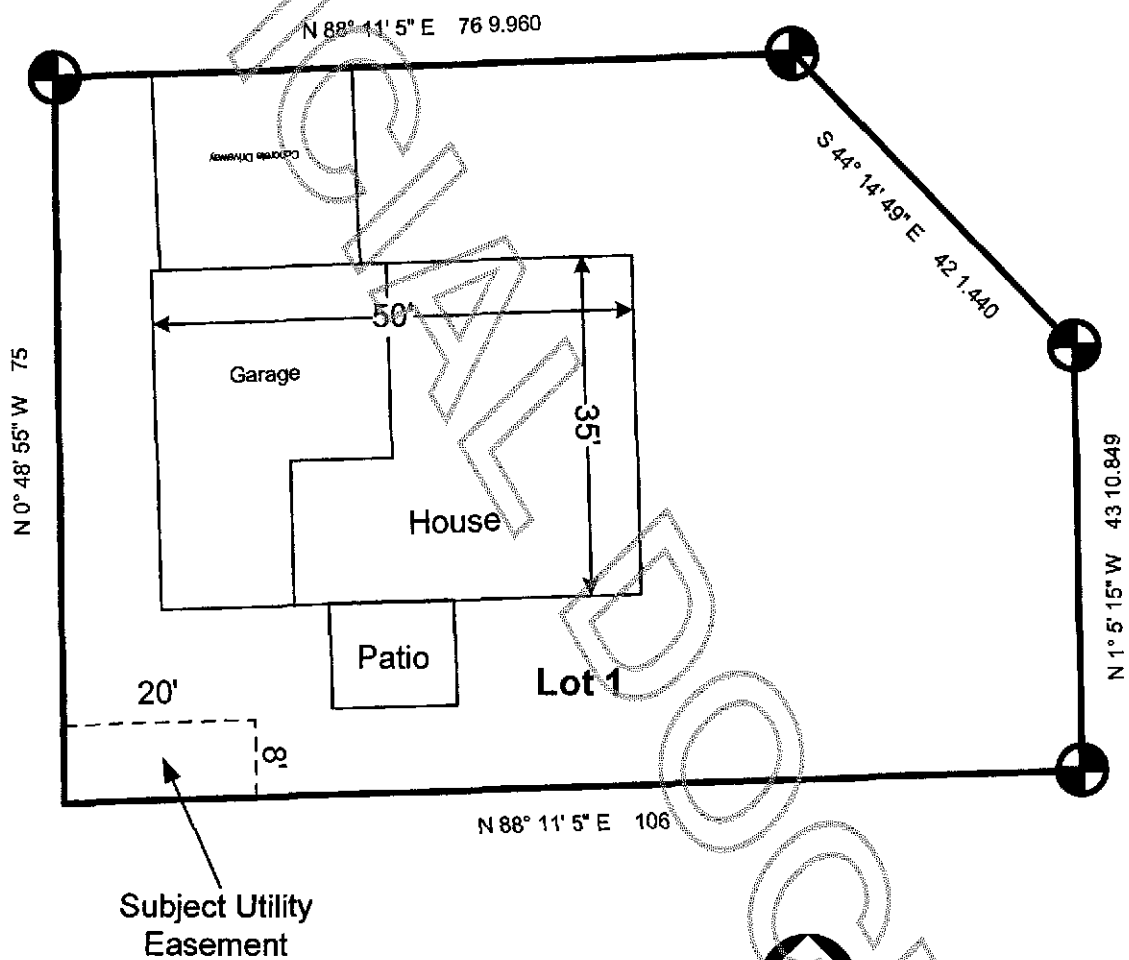 N 88° 11' 5" E 76 9.960
Concrete Driveway
S 44° 14' 49" E 42 1.440
50'
Garage
35'
N 0° 48' 55" W 75
N 1° 5' 15" W 43 10.849
House
Patio
Lot 1
20'
8'
N 88° 11' 5" E 106
Subject Utility
Easement